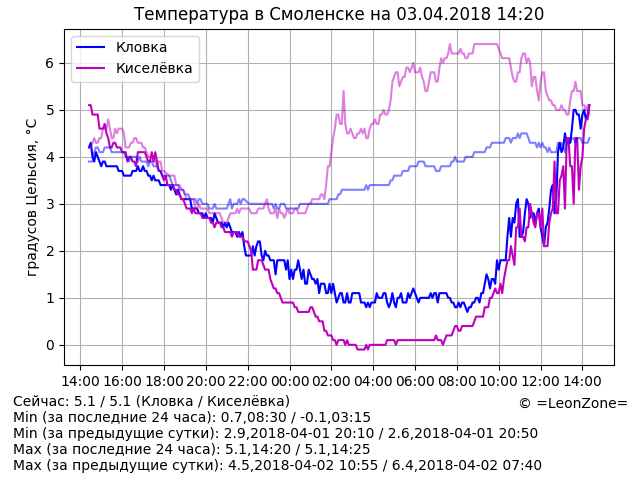 Температура в Смоленске на 03.04.2018 14:20
Кловка
Киселёвка
градусов Цельсия, °C
6
5
4
3
2
1
0
14:00 16:00 18:00 20:00 22:00 00:00 02:00 04:00 06:00 08:00 10:00 12:00 14:00
Сейчас: 5.1 / 5.1 (Кловка / Киселёвка)
© =LeonZone=
Min (за последние 24 часа): 0.7,08:30 / -0.1,03:15
Min (за предыдущие сутки): 2.9,2018-04-01 20:10 / 2.6,2018-04-01 20:50
Max (за последние 24 часа): 5.1,14:20 / 5.1,14:25
Max (за предыдущие сутки): 4.5,2018-04-02 10:55 / 6.4,2018-04-02 07:40